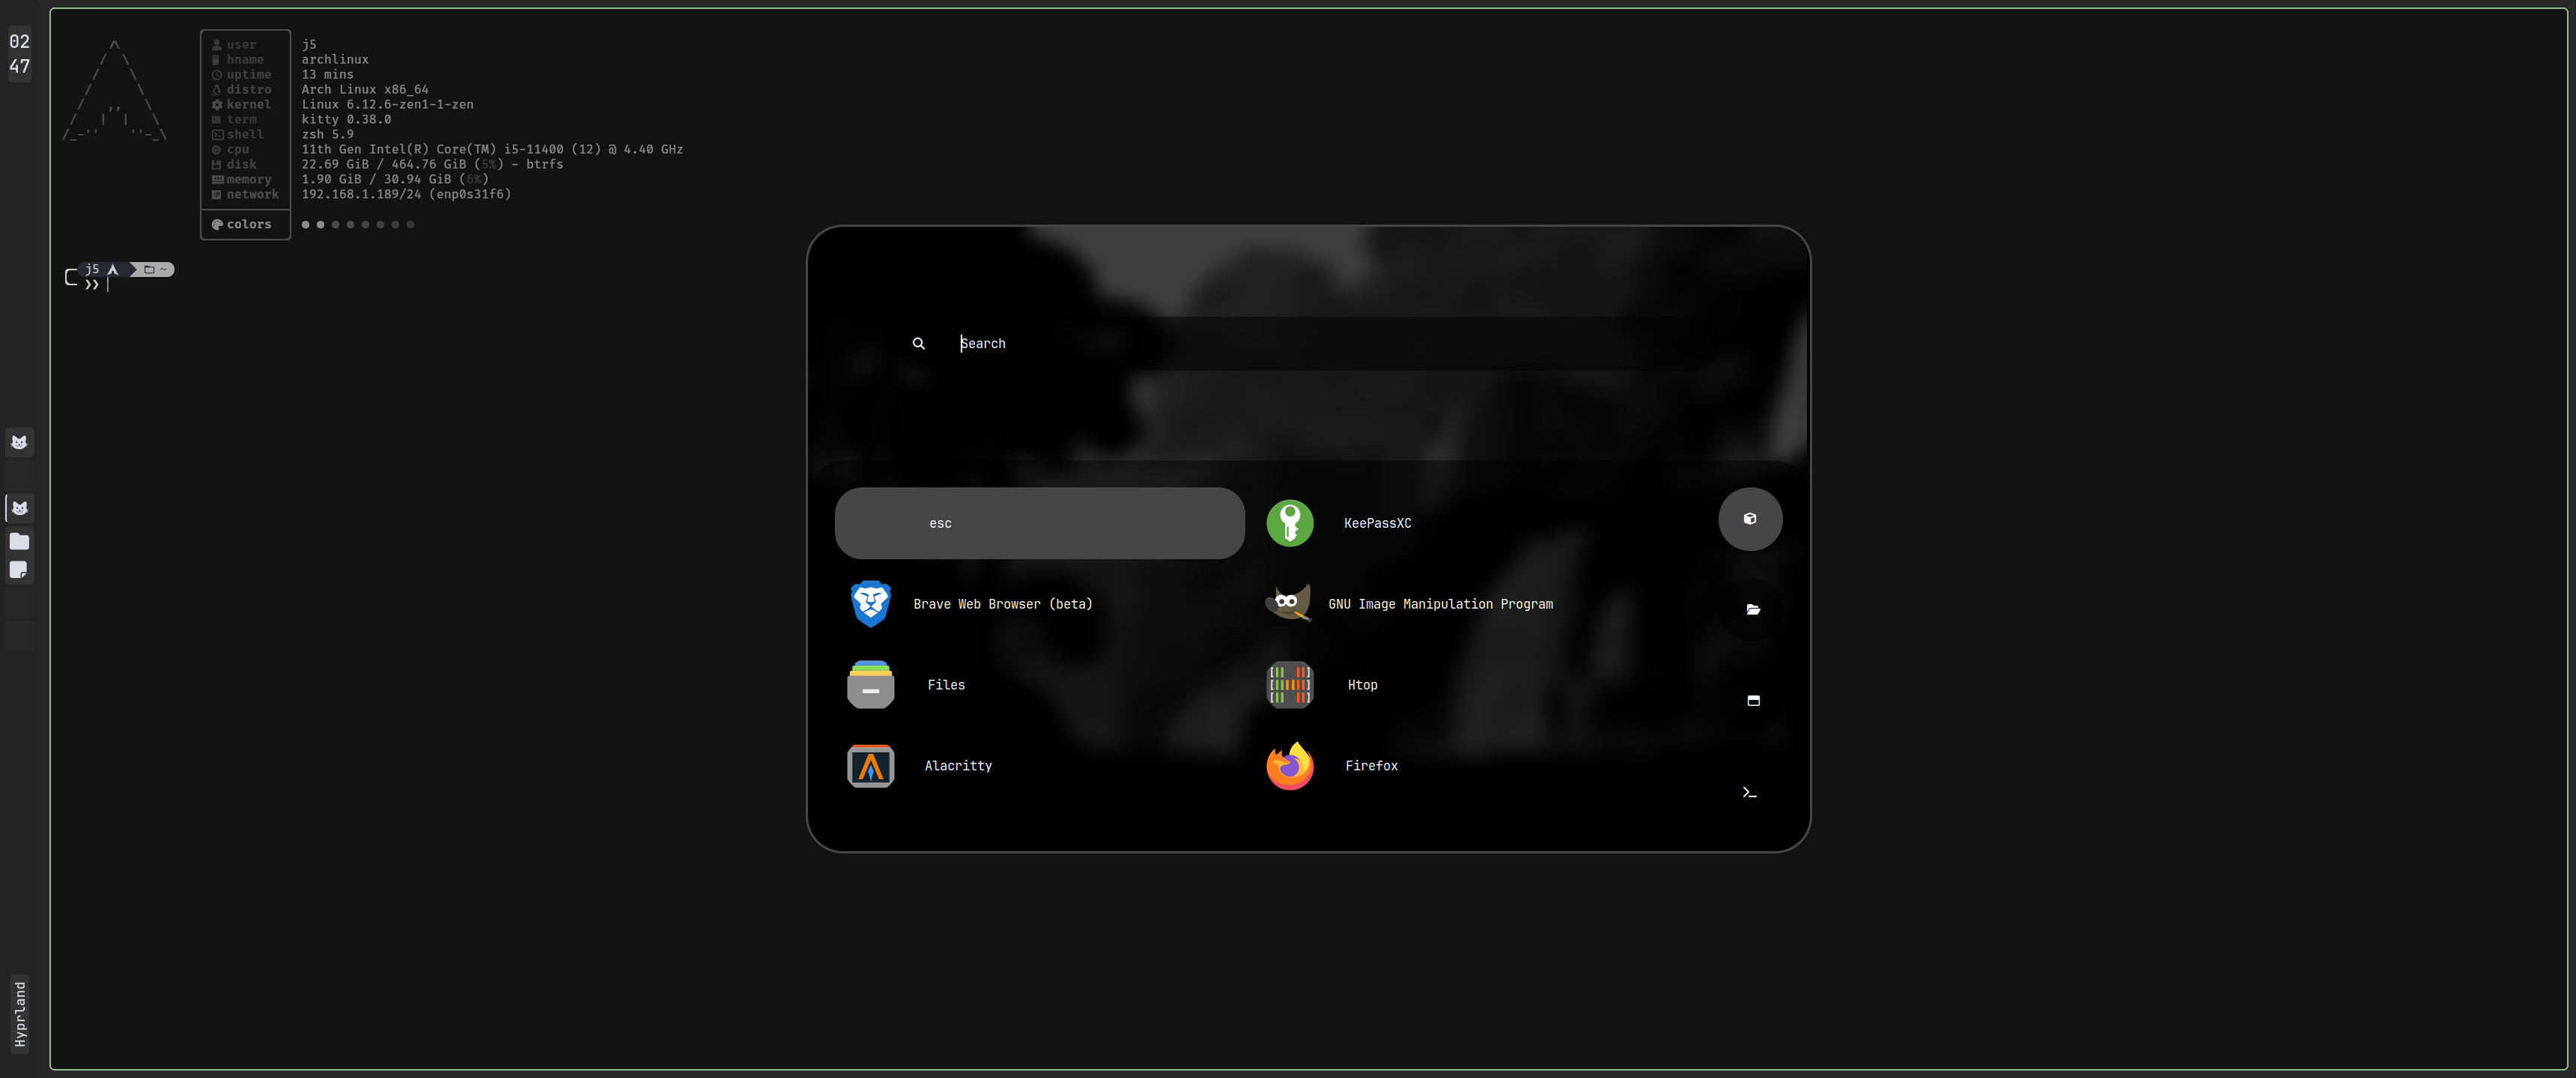 02
47
user j5
hname archlinux
uptime 13 mins
distro Arch Linux x86_64
kernel Linux 6.12.6-zen1-1-zen
term kitty 0.38.0
shell zsh 5.9
cpu 11th Gen Intel(R) Core(TM) i5-11400 (12) @ 4.40 GHz
disk 22.69 GiB / 464.76 GiB (5%) - btrfs
memory 1.90 GiB / 30.94 GiB (6%)
network 192.168.1.189/24 (enp0s31f6)
colors
j5 ~
❯❯
Search
esc
KeePassXC
Brave Web Browser (beta)
GNU Image Manipulation Program
Files
Htop
Alacritty
Firefox
Hyprland